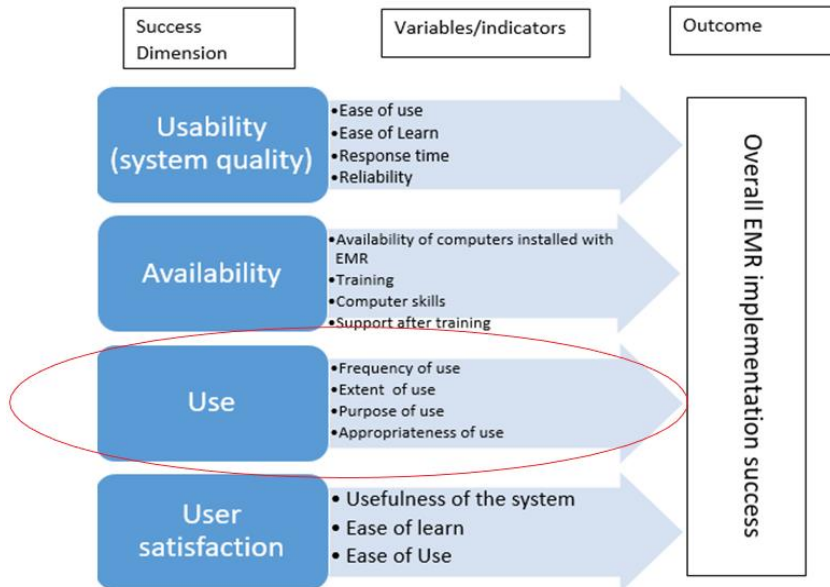 Success
Dimension
Variables/indicators
Outcome
Usability
(system quality)
•Ease of use
•Ease of Learn
•Response time
•Reliability
Availability
•Availability of computers installed with
EMR
•Training
•Computer skills
•Support after training
Use
•Frequency of use
•Extent of use
•Purpose of use
•Appropriateness of use
User
satisfaction
• Usefulness of the system
• Ease of learn
• Ease of Use
Overall EMR implementation success